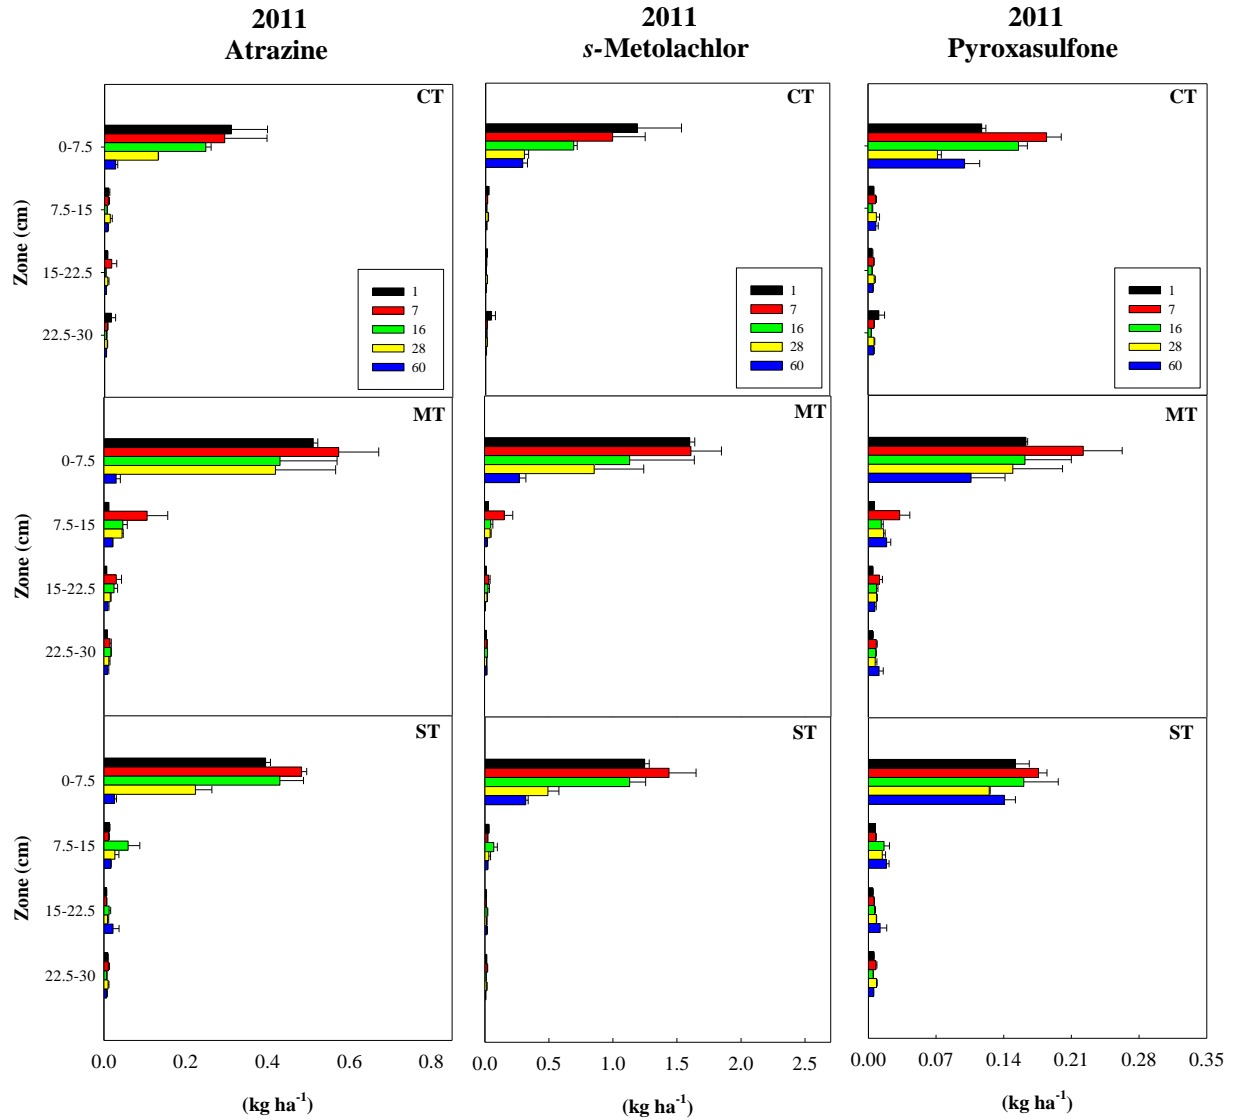 2011
Atrazine
2011
s-Metolachlor
2011
Pyroxasulfone
CT
CT
CT
Zone (cm)
0-7.5
7.5-15
15-22.5
22.5-30
1
7
16
28
60
1
7
16
28
60
1
7
16
28
60
MT
MT
MT
Zone (cm)
0-7.5
7.5-15
15-22.5
22.5-30
ST
ST
ST
Zone (cm)
0-7.5
7.5-15
15-22.5
22.5-30
0.0 0.2 0.4 0.6 0.8
0.0 0.5 1.0 1.5 2.0 2.5
0.00 0.07 0.14 0.21 0.28 0.35
(kg ha⁻¹)
(kg ha⁻¹)
(kg ha⁻¹)